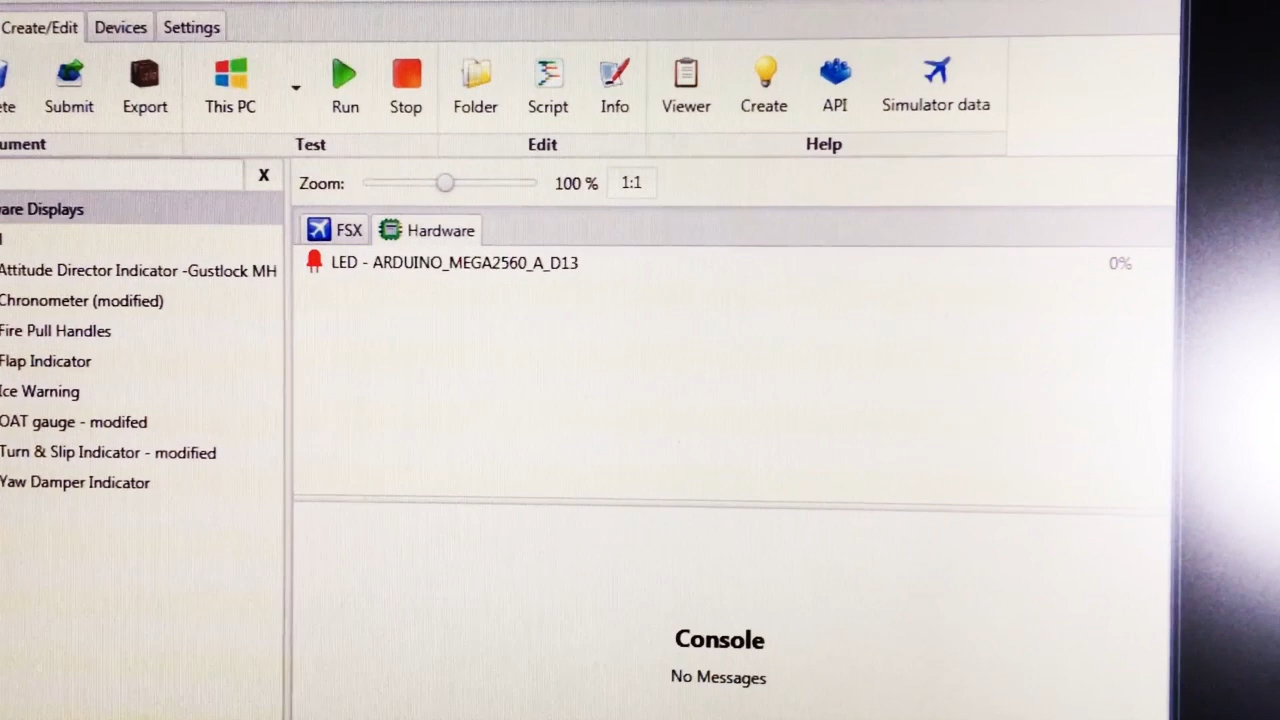 Create/Edit Devices Settings
Submit Export This PC Run Stop Folder Script Info Viewer Create API Simulator data
Test Edit Help
X
Zoom: 100 % 1:1
Displays
FSX Hardware
LED - ARDUINO_MEGA2560_A_D13 0%
Attitude Director Indicator -Gustlock MH
Chronometer (modified)
Fire Pull Handles
Flap Indicator
Ice Warning
OAT gauge - modifed
Turn & Slip Indicator - modified
Yaw Damper Indicator
Console
No Messages